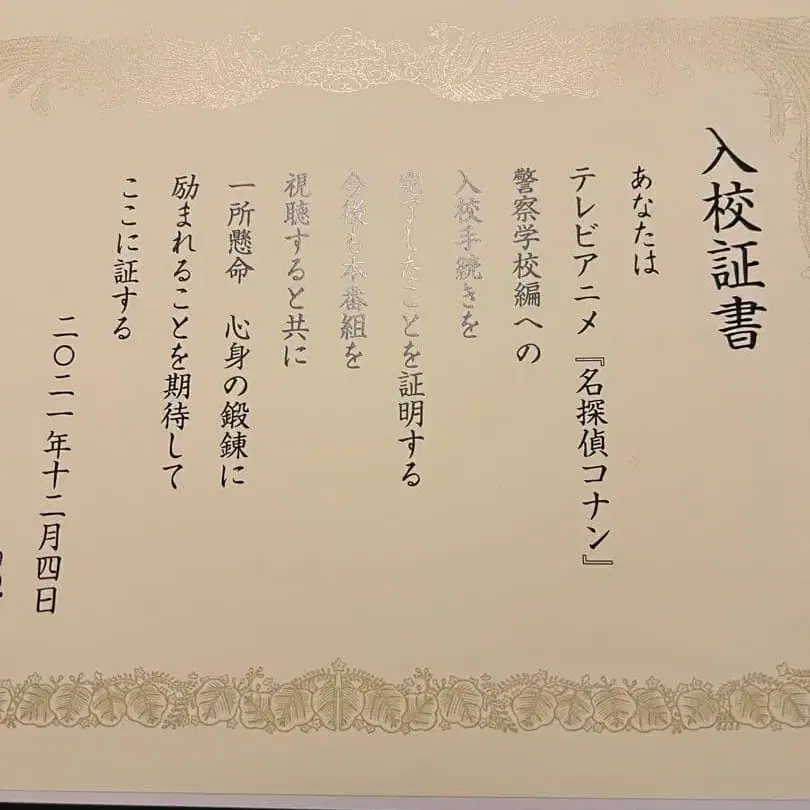 入校証書
あなたは
テレビアニメ『名探偵コナン』
警察学校編への
入校手続きを
完了したことを証明する
今後も本番組を
視聴すると共に
一所懸命　心身の鍛錬に
励まれることを期待して
ここに証する
二〇二一年十二月四日